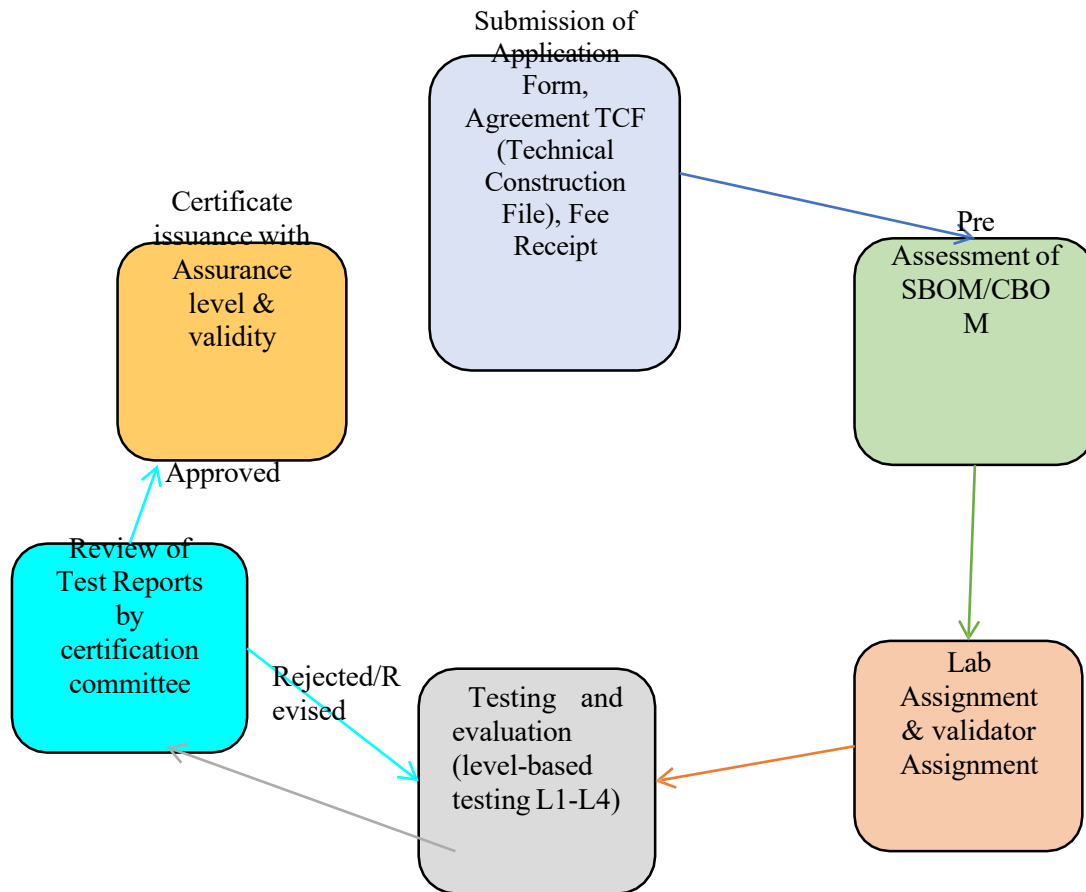 Submission of
Application
Form,
Agreement TCF
(Technical
Construction
File), Fee
Receipt
Pre
Assessment of
SBOM/CBO
M
Lab
Assignment
& validator
Assignment
Testing and
evaluation
(level-based
testing L1-L4)
Rejected/R
evised
Review of
Test Reports
by
certification
committee
Approved
Certificate
issuance with
Assurance
level &
validity